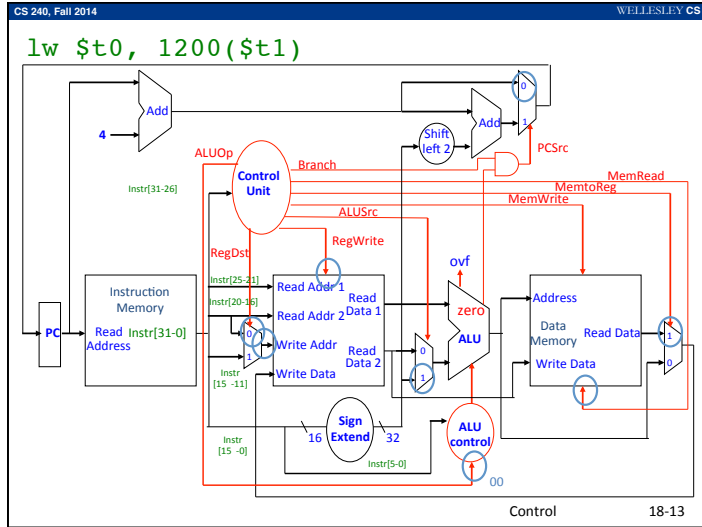 CS 240, Fall 2014
WELLESLEY CS
lw $t0, 1200($t1)
Add
4
ALUOp
Instr[31-26]
Control
Unit
Branch
Shift
left 2
Add
0
1
PCSrc
MemRead
MemtoReg
MemWrite
ALUSrc
RegWrite
RegDst
ovf
Instr[25-21]
Instr[20-16]
PC
Instruction
Memory
Read
Address
Instr[31-0]
0
1
Instr
[15 -11]
Read Addr 1
Read Addr 2
Write Addr
Write Data
Read
Data 1
Read
Data 2
0
1
zero
ALU
Address
Data
Memory
Read Data
Write Data
1
0
Instr
[15 -0]
16
Sign
Extend
32
Instr[5-0]
ALU
control
00
Control
18-13